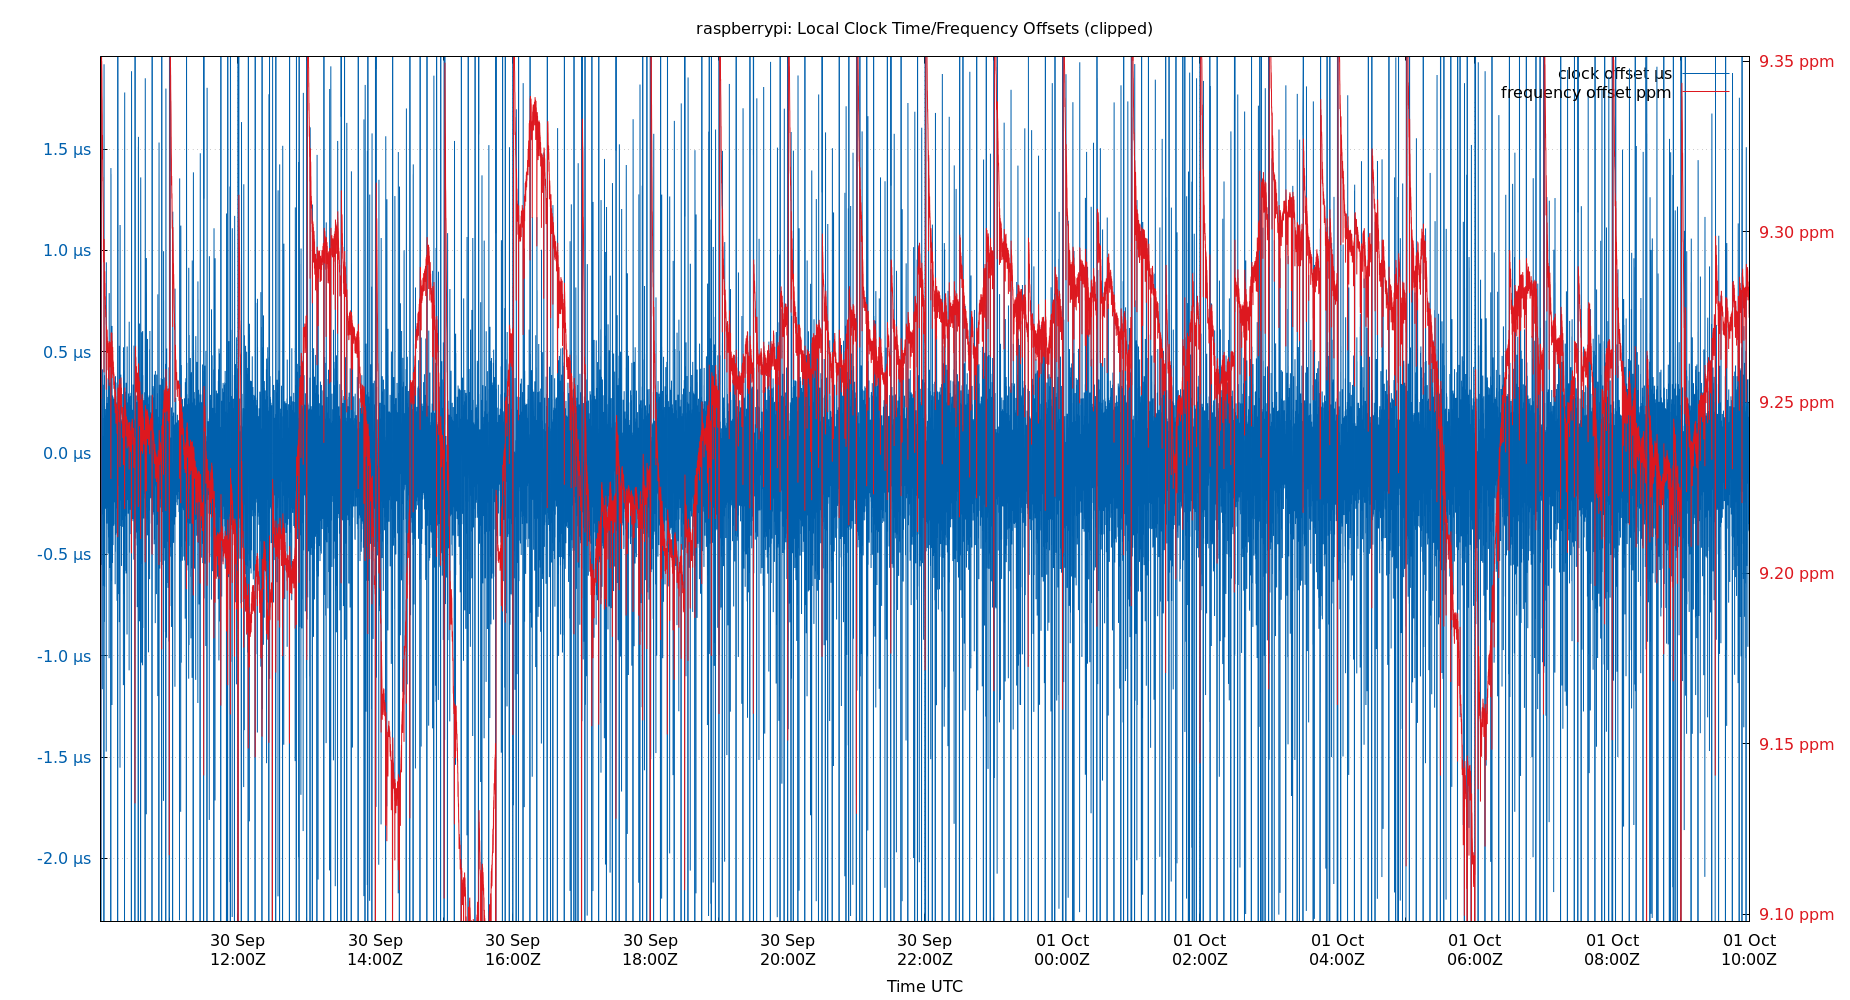 raspberrypi: Local Clock Time/Frequency Offsets (clipped)
clock offset µs
frequency offset ppm
1.5 µs
1.0 µs
0.5 µs
0.0 µs
-0.5 µs
-1.0 µs
-1.5 µs
-2.0 µs
9.35 ppm
9.30 ppm
9.25 ppm
9.20 ppm
9.15 ppm
9.10 ppm
30 Sep 30 Sep 30 Sep 30 Sep 30 Sep 30 Sep 01 Oct 01 Oct 01 Oct 01 Oct 01 Oct 01 Oct
12:00Z 14:00Z 16:00Z 18:00Z 20:00Z 22:00Z 00:00Z 02:00Z 04:00Z 06:00Z 08:00Z 10:00Z
Time UTC